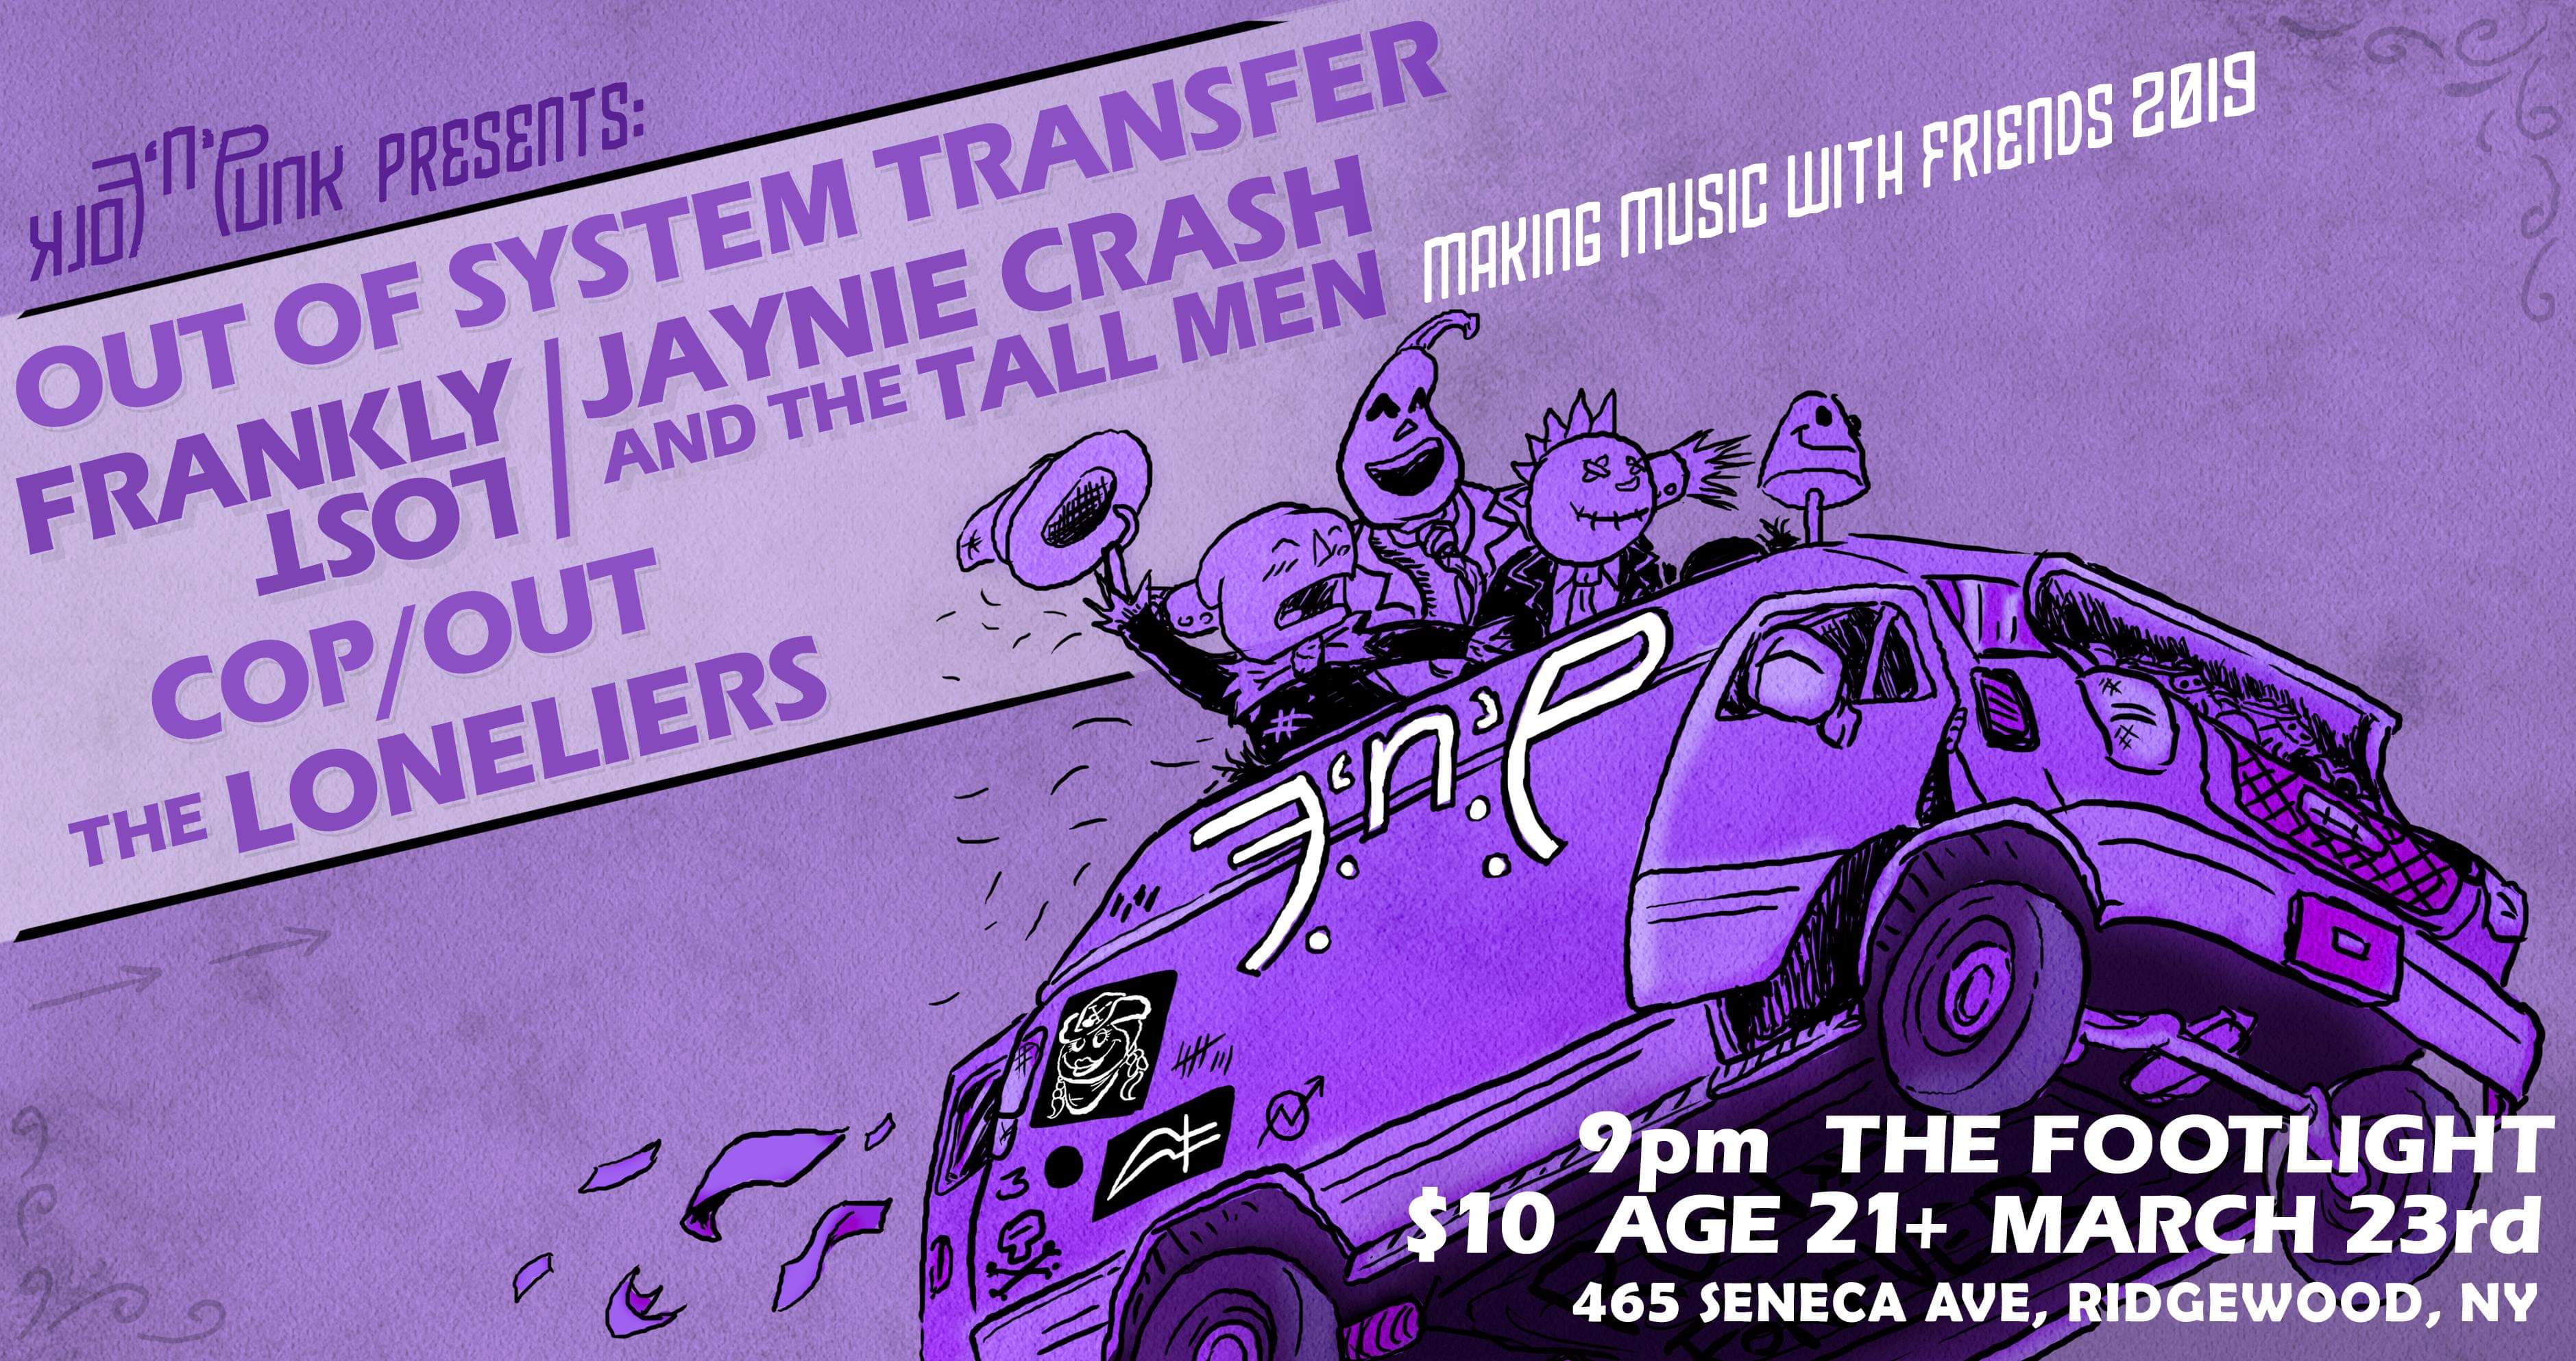 FOLK'N'PUNK PRESENTS:
OUT OF SYSTEM TRANSFER
FRANKLY
LOST
JAYNIE CRASH
AND THE TALL MEN
COP/OUT
THE LONELIERS
MAKING MUSIC WITH FRIENDS 2019
F'N'P
9pm THE FOOTLIGHT
$10 AGE 21+ MARCH 23rd
465 SENECA AVE, RIDGEWOOD, NY